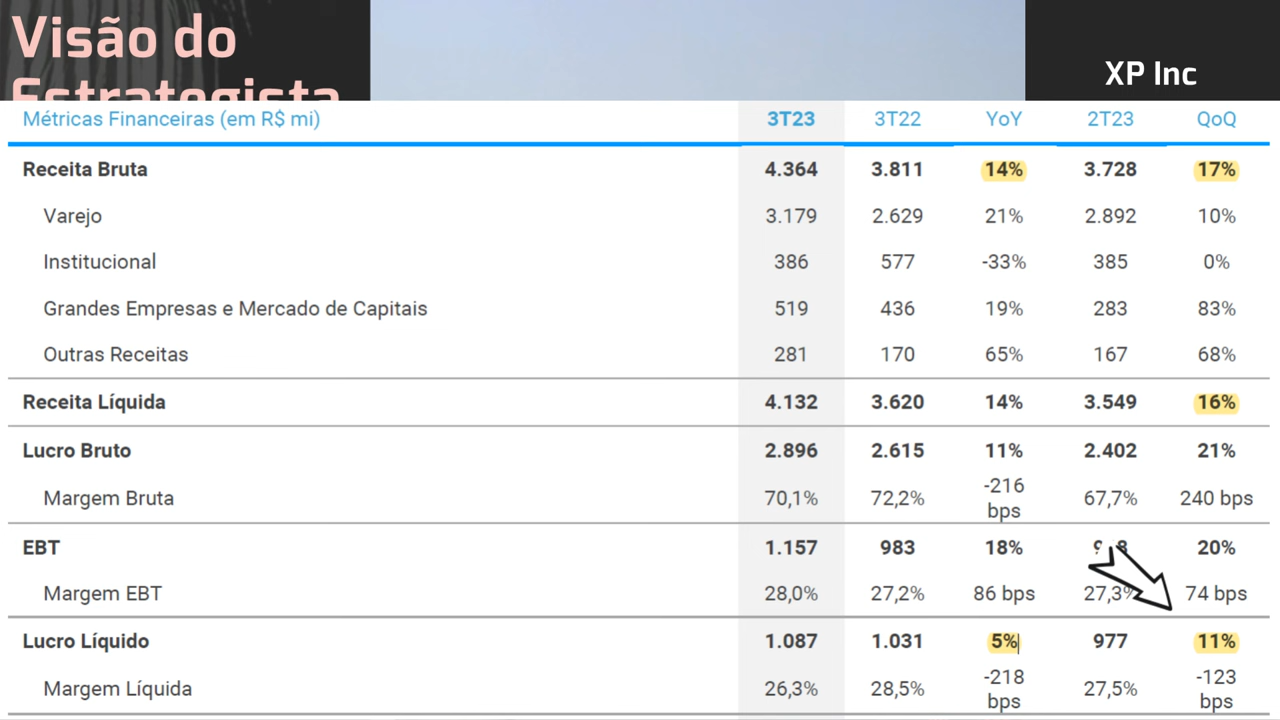 Visão do
Estrategista
XP Inc
Métricas Financeiras (em R$ mi) 3T23 3T22 YoY 2T23 QoQ
Receita Bruta 4.364 3.811 14% 3.728 17%
Varejo 3.179 2.629 21% 2.892 10%
Institucional 386 577 -33% 385 0%
Grandes Empresas e Mercado de Capitais 519 436 19% 283 83%
Outras Receitas 281 170 65% 167 68%
Receita Líquida 4.132 3.620 14% 3.549 16%
Lucro Bruto 2.896 2.615 11% 2.402 21%
Margem Bruta 70,1% 72,2% -216 bps 67,7% 240 bps
EBT 1.157 983 18% 20%
Margem EBT 28,0% 27,2% 86 bps 27,3% 74 bps
Lucro Líquido 1.087 1.031 5% 977 11%
Margem Líquida 26,3% 28,5% -218 bps 27,5% -123 bps